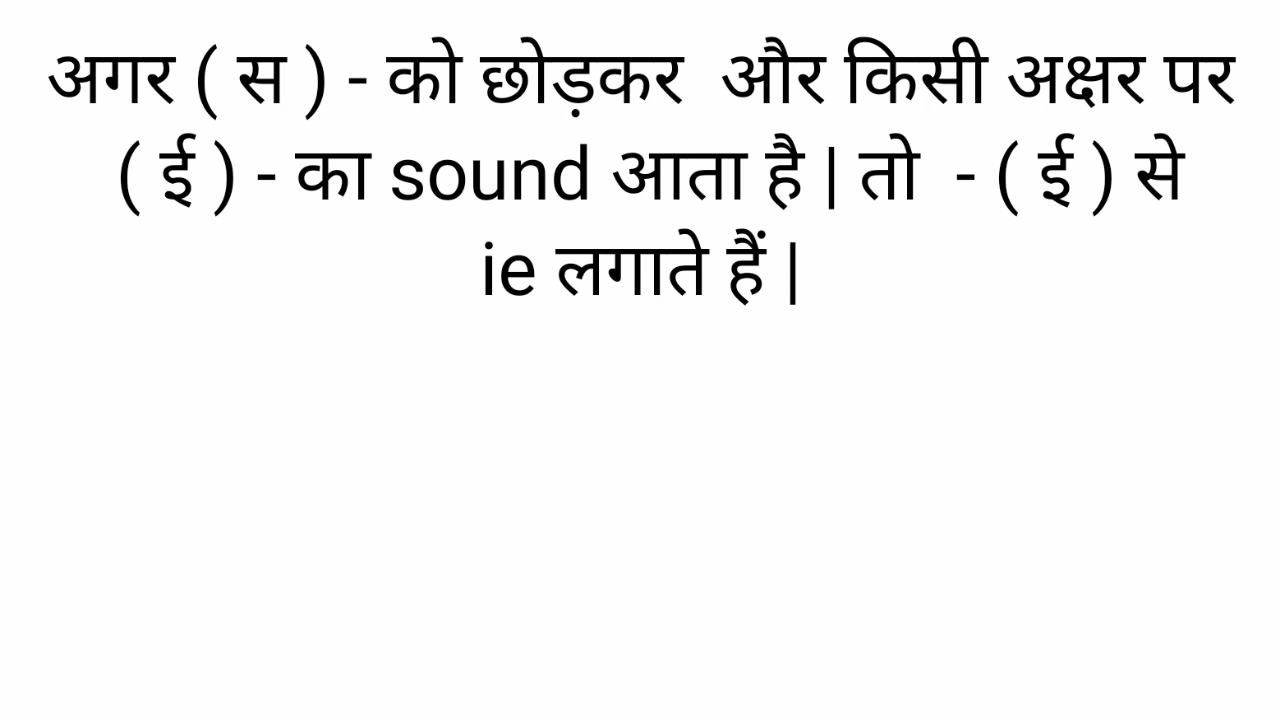 अगर ( स ) - को छोड़कर  और किसी अक्षर पर
( ई ) - का sound आता है | तो  - ( ई ) से
ie लगाते हैं |